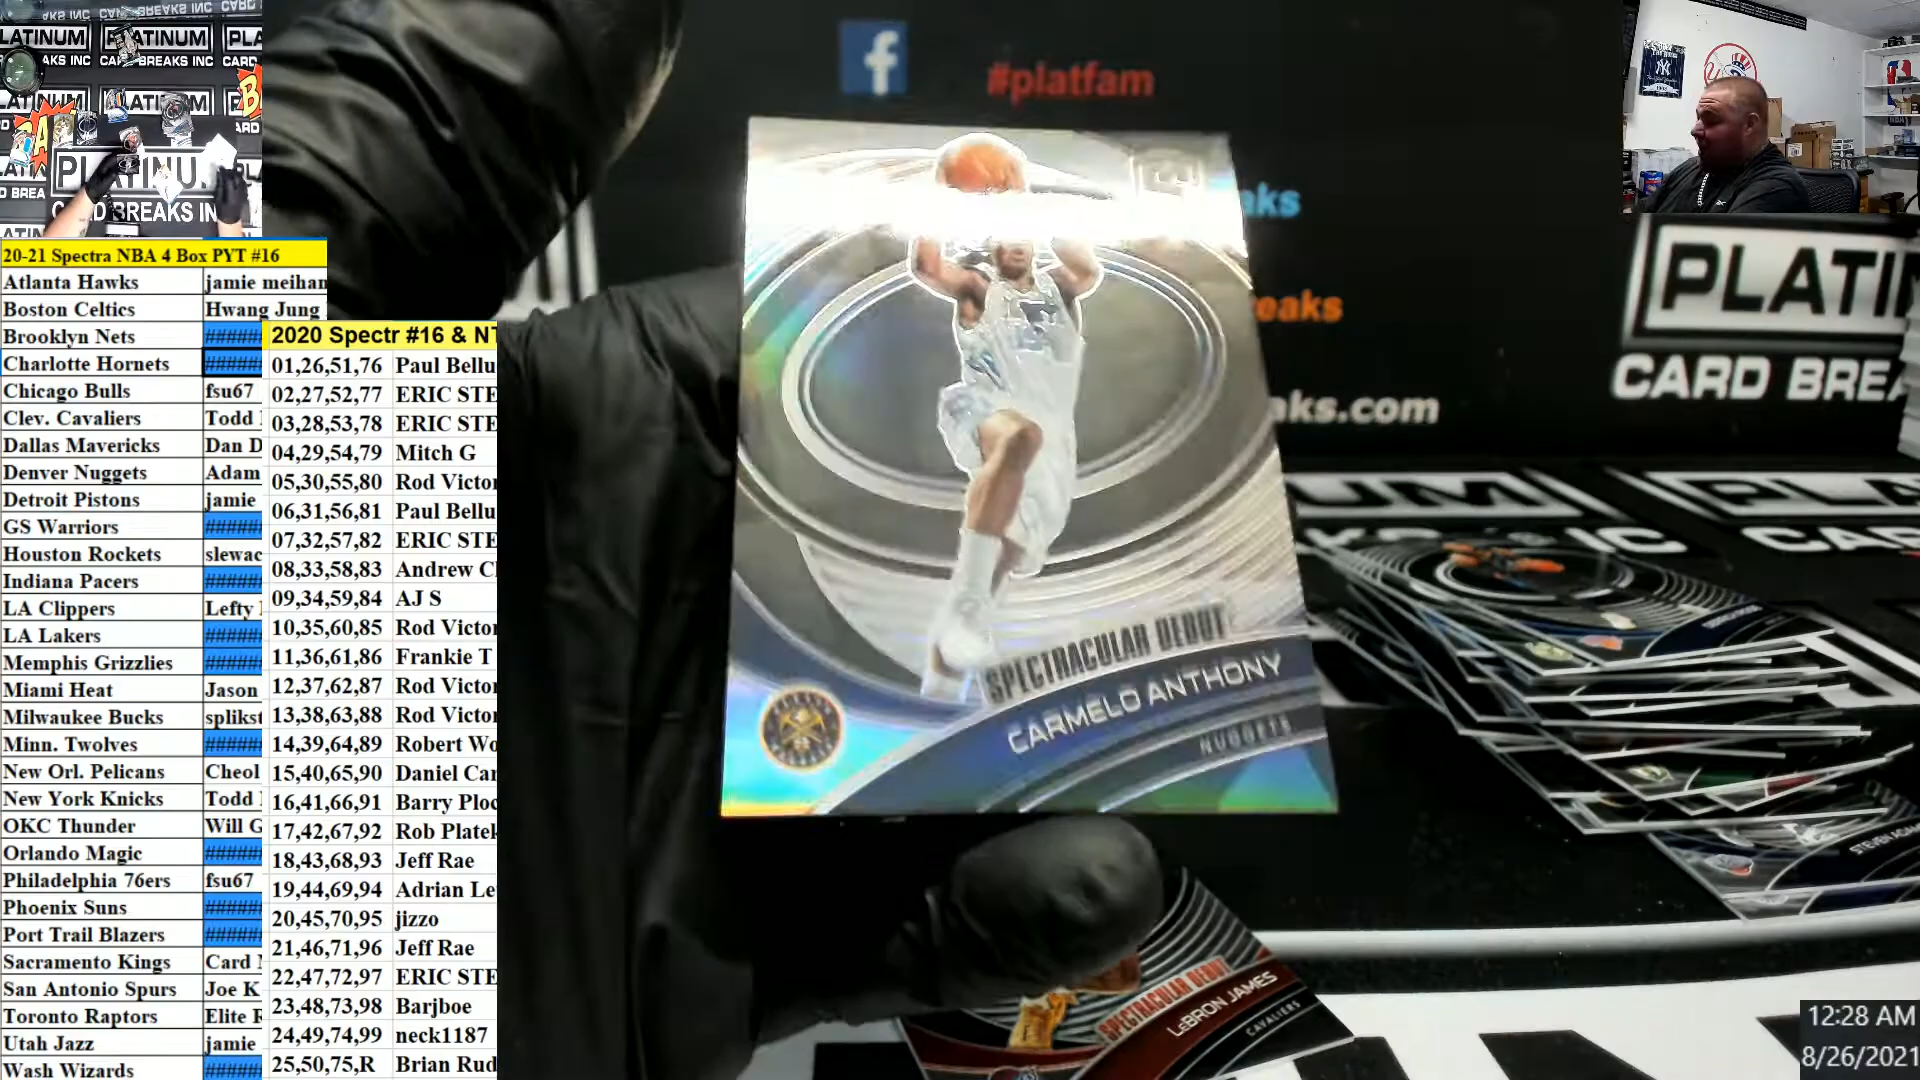 AKS INC CARD BREAKS INC CARD
PLATINUM PLATINUM PLA
AKS INC CARD BREAKS INC CARD
BREAKS INC
#platfam
aks
eaks
aks.com
PLATIN
CARD BREA
20-21 Spectra NBA 4 Box PYT #16
Atlanta Hawks jamie meihan
Boston Celtics Hwang Jung
Brooklyn Nets ######
Charlotte Hornets ######
Chicago Bulls fsu67
Clev. Cavaliers Todd
Dallas Mavericks Dan D
Denver Nuggets Adam
Detroit Pistons jamie
GS Warriors ######
Houston Rockets slewac
Indiana Pacers ######
LA Clippers Lefty
LA Lakers ######
Memphis Grizzlies ######
Miami Heat Jason
Milwaukee Bucks splikst
Minn. Twolves ######
New Orl. Pelicans Cheol
New York Knicks Todd
OKC Thunder Will G
Orlando Magic ######
Philadelphia 76ers fsu67
Phoenix Suns ######
Port Trail Blazers ######
Sacramento Kings Card
San Antonio Spurs Joe K
Toronto Raptors Elite R
Utah Jazz jamie
Wash Wizards ######
2020 Spectr #16 & NT
01,26,51,76 Paul Bellu
02,27,52,77 ERIC STE
03,28,53,78 ERIC STE
04,29,54,79 Mitch G
05,30,55,80 Rod Victor
06,31,56,81 Paul Bellu
07,32,57,82 ERIC STE
08,33,58,83 Andrew Cl
09,34,59,84 AJ S
10,35,60,85 Rod Victor
11,36,61,86 Frankie T
12,37,62,87 Rod Victor
13,38,63,88 Rod Victor
14,39,64,89 Robert Wo
15,40,65,90 Daniel Car
16,41,66,91 Barry Ploc
17,42,67,92 Rob Platek
18,43,68,93 Jeff Rae
19,44,69,94 Adrian Le
20,45,70,95 jizzo
21,46,71,96 Jeff Rae
22,47,72,97 ERIC STE
23,48,73,98 Barjboe
24,49,74,99 neck1187
25,50,75,R Brian Rud
SPECTRACULAR DEBUT
CARMELO ANTHONY
NUGGETS
SPECTRACULAR DEBUT
LeBRON JAMES
CAVALIERS
12:28 AM
8/26/2021